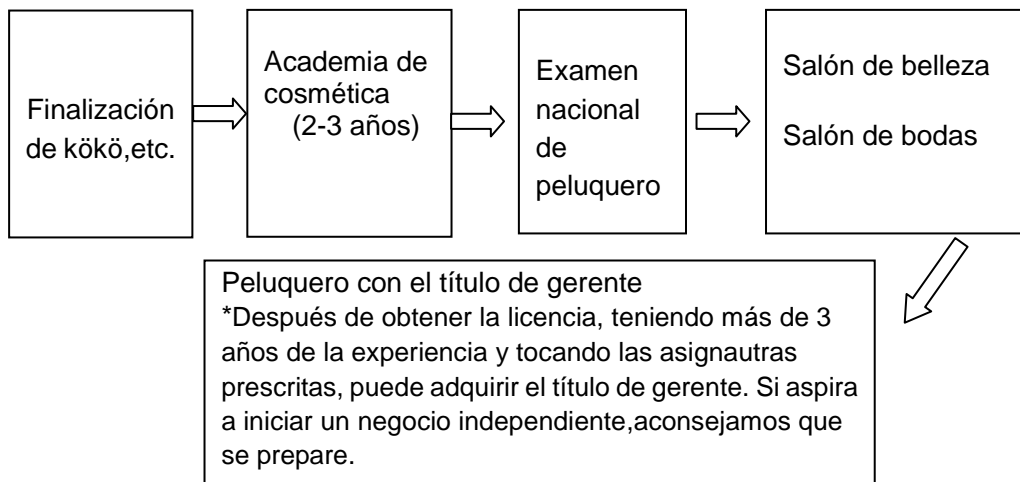 Finalización
de kökö,etc.
Academia de
cosmética
(2-3 años)
Examen
nacional
de
peluquero
Salón de belleza
Salón de bodas
Peluquero con el título de gerente
*Después de obtener la licencia, teniendo más de 3
años de la experiencia y tocando las asignautras
prescritas, puede adquirir el título de gerente. Si aspira
a iniciar un negocio independiente,aconsejamos que
se prepare.